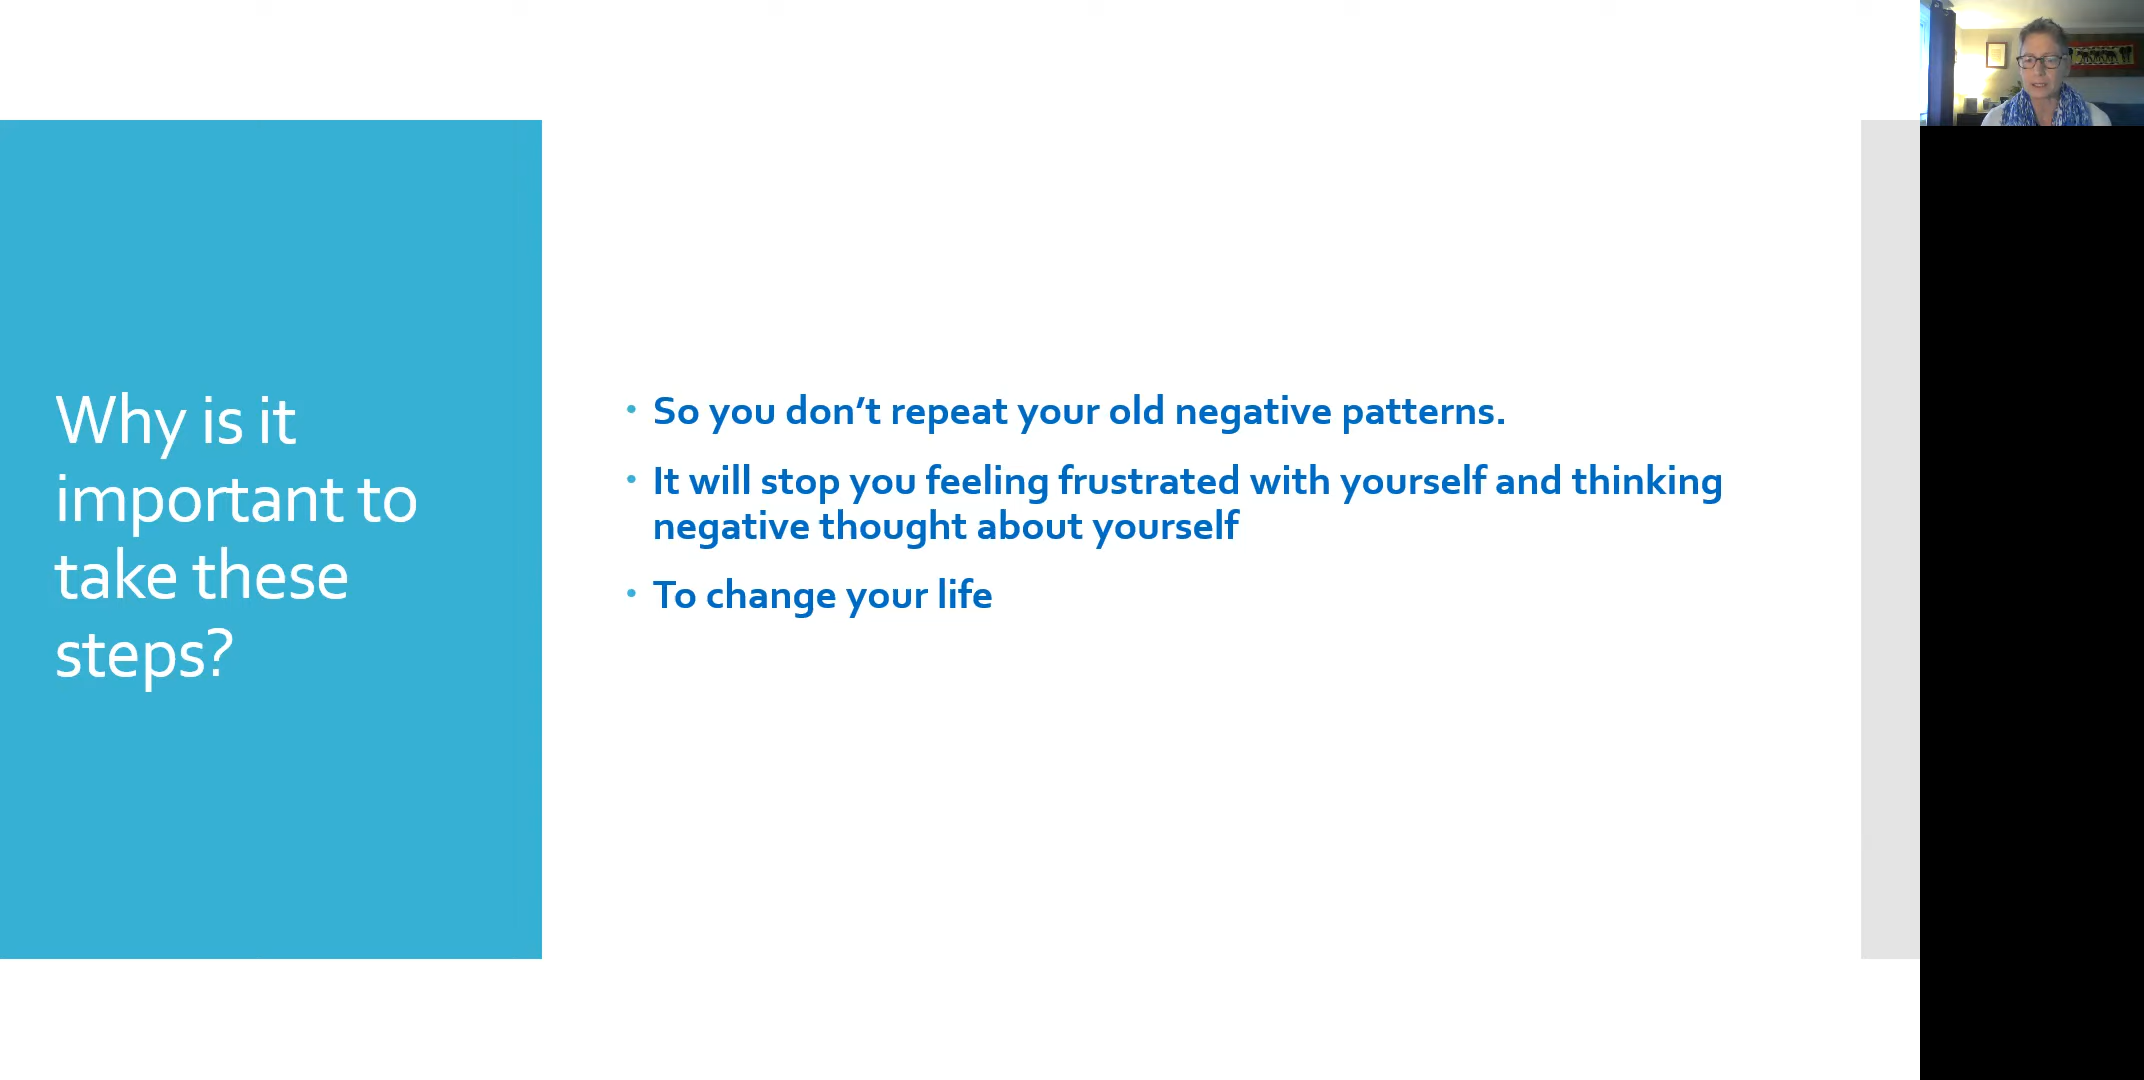 Why is it
important to
take these
steps?
• So you don’t repeat your old negative patterns.
• It will stop you feeling frustrated with yourself and thinking
negative thought about yourself
• To change your life